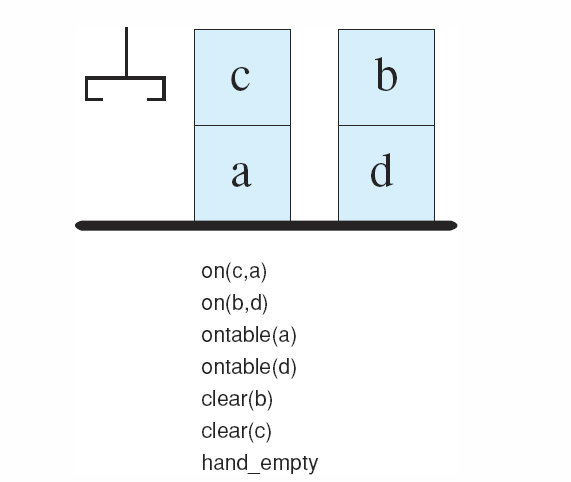 c b
a d
on(c,a)
on(b,d)
ontable(a)
ontable(d)
clear(b)
clear(c)
hand_empty